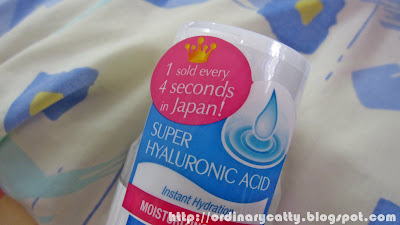 1 sold every
4 seconds
in Japan!
SUPER
HYALURONIC ACID
Instant Hydration
http://ordinarycatty.blogspot.com